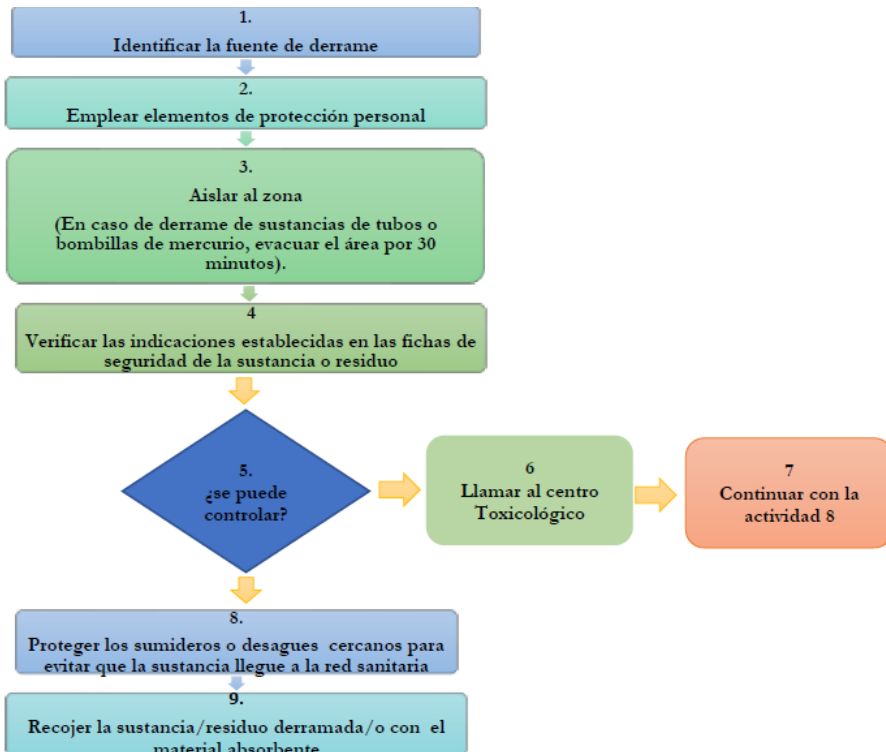 1.
Identificar la fuente de derrame
2.
Emplear elementos de protección personal
3.
Aislar al zona
(En caso de derrame de sustancias de tubos o
bombillas de mercurio, evacuar el área por 30
minutos).
4
Verificar las indicaciones establecidas en las fichas de
seguridad de la sustancia o residuo
5.
¿se puede
controlar?
6
Llamar al centro
Toxicológico
7
Continuar con la
actividad 8
8.
Proteger los sumideros o desagues cercanos para
evitar que la sustancia llegue a la red sanitaria
9.
Recojer la sustancia/residuo derramada/o con el
material absorbente